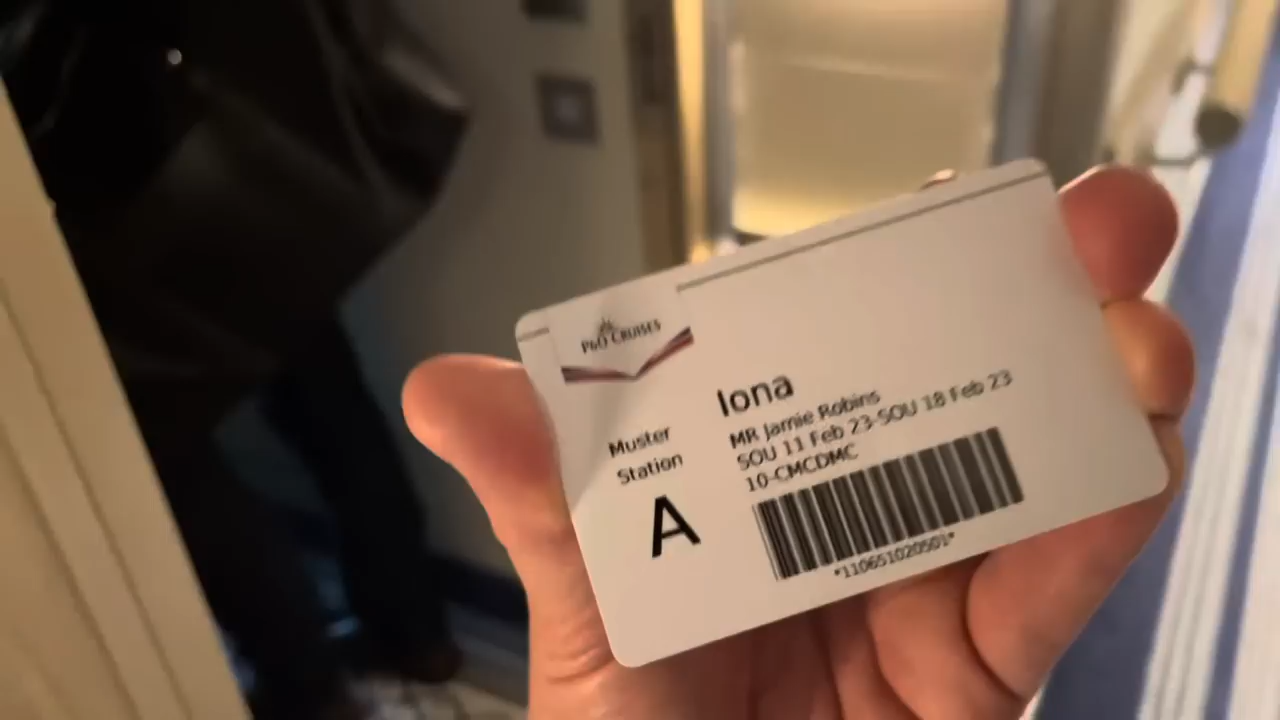 P&O CRUISES
Iona
MR Jamie Robins
SOU 11 Feb 23-SOU 18 Feb 23
10-CMCDMC
Muster
Station
A
*110651020501*